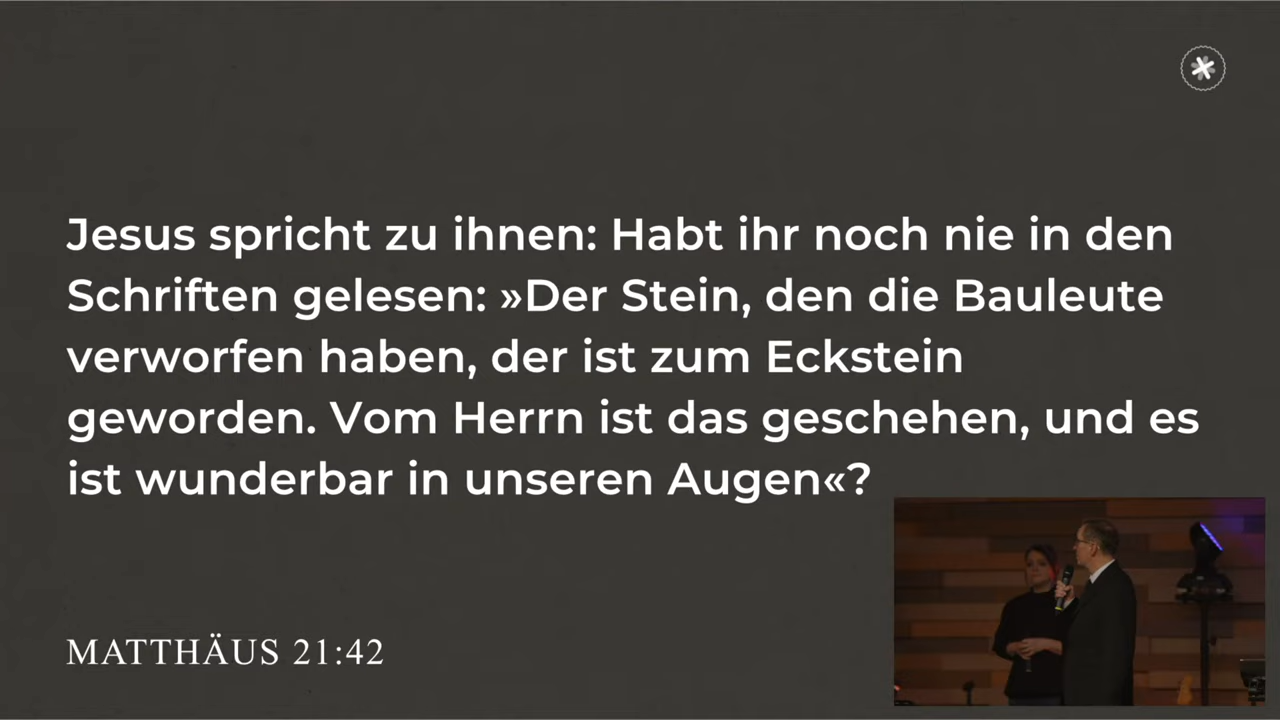 Jesus spricht zu ihnen: Habt ihr noch nie in den
Schriften gelesen: »Der Stein, den die Bauleute
verworfen haben, der ist zum Eckstein
geworden. Vom Herrn ist das geschehen, und es
ist wunderbar in unseren Augen«?
MATTHÄUS 21:42